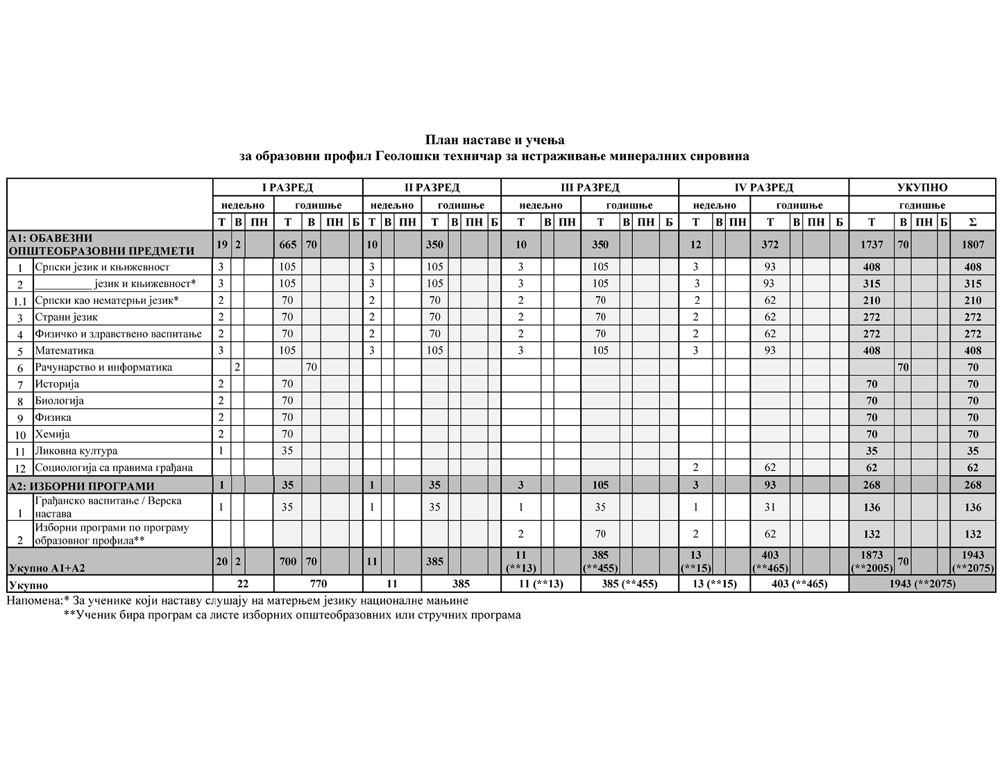 План наставе и учења
за образовни профил Геолошки техничар за истраживање минералних сировина
I РАЗРЕД II РАЗРЕД III РАЗРЕД IV РАЗРЕД УКУПНО
недељно годишње недељно годишње недељно годишње недељно годишње годишње
Т В ПН Т В ПН Б Т В ПН Т В ПН Б Т В ПН Т В ПН Б Т В ПН Т В ПН Б Т В ПН Б Σ
А1: ОБАВЕЗНИ
ОПШТЕОБРАЗОВНИ ПРЕДМЕТИ 19 2 665 70 10 350 10 350 12 372 1737 70 1807
1 Српски језик и књижевност 3 105 3 105 3 105 3 93 408 408
2 __________ језик и књижевност* 3 105 3 105 3 105 3 93 315 315
1.1 Српски као нематерњи језик* 2 70 2 70 2 70 2 62 210 210
3 Страни језик 2 70 2 70 2 70 2 62 272 272
4 Физичко и здравствено васпитање 2 70 2 70 2 70 2 62 272 272
5 Математика 3 105 3 105 3 105 3 93 408 408
6 Рачунарство и информатика 2 70 70 70
7 Историја 2 70 70 70
8 Биологија 2 70 70 70
9 Физика 2 70 70 70
10 Хемија 2 70 70 70
11 Ликовна култура 1 35 35 35
12 Социологија са правима грађана 2 62 62 62
А2: ИЗБОРНИ ПРОГРАМИ 1 35 1 35 3 105 3 93 268 268
1 Грађанско васпитање / Верска
настава 1 35 1 35 1 35 1 31 136 136
2 Изборни програми по програму
образовног профила** 2 70 2 62 132 132
Укупно А1+А2 20 2 700 70 11 385 11 385 13 403 1873 70 1943
(**13) (**455) (**15) (**465) (**2005) (**2075)
Укупно 22 770 11 385 11 (**13) 385 (**455) 13 (**15) 403 (**465) 1943 (**2075)
Напомена:* За ученике који наставу слушају на матерњем језику националне мањине
**Ученик бира програм са листе изборних општеобразовних или стручних програма